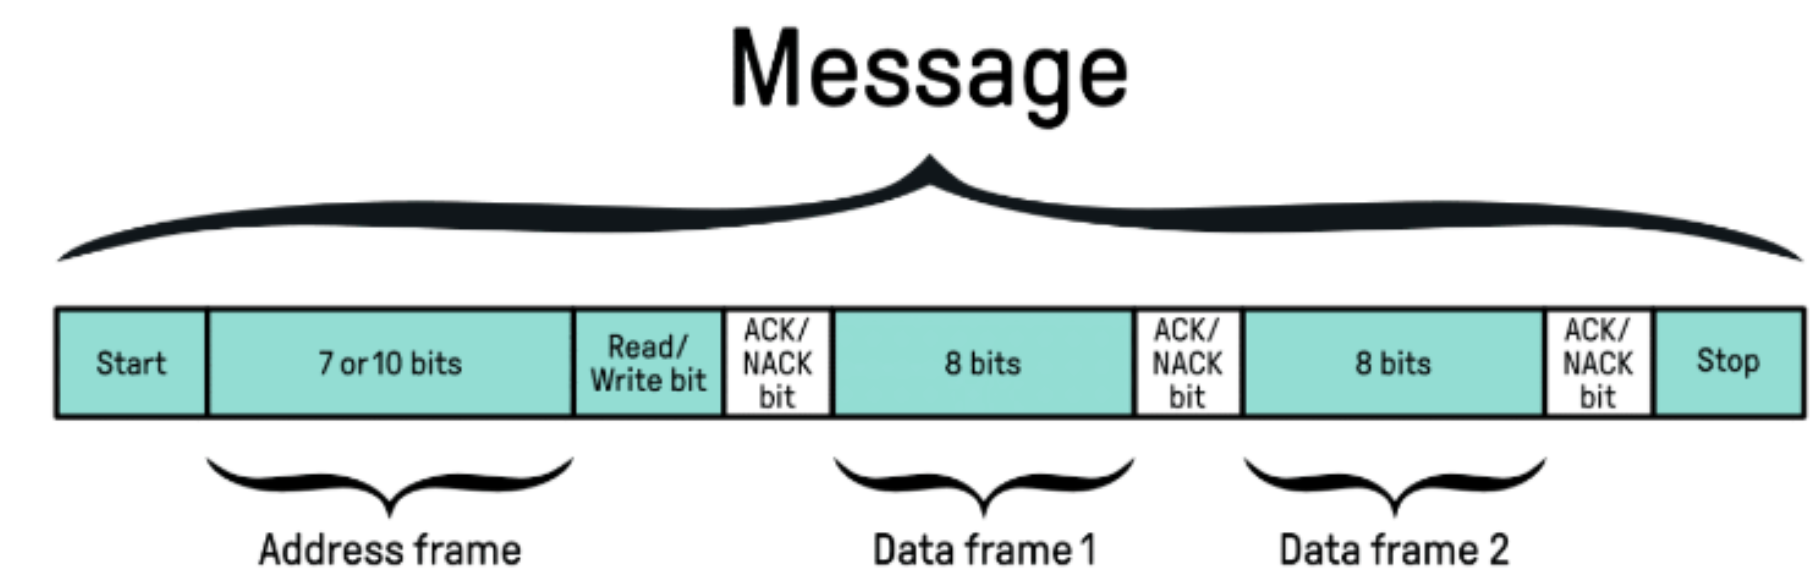 Message
Start
7 or 10 bits
Read/
Write bit
ACK/
NACK
bit
8 bits
ACK/
NACK
bit
8 bits
ACK/
NACK
bit
Stop
Address frame
Data frame 1
Data frame 2